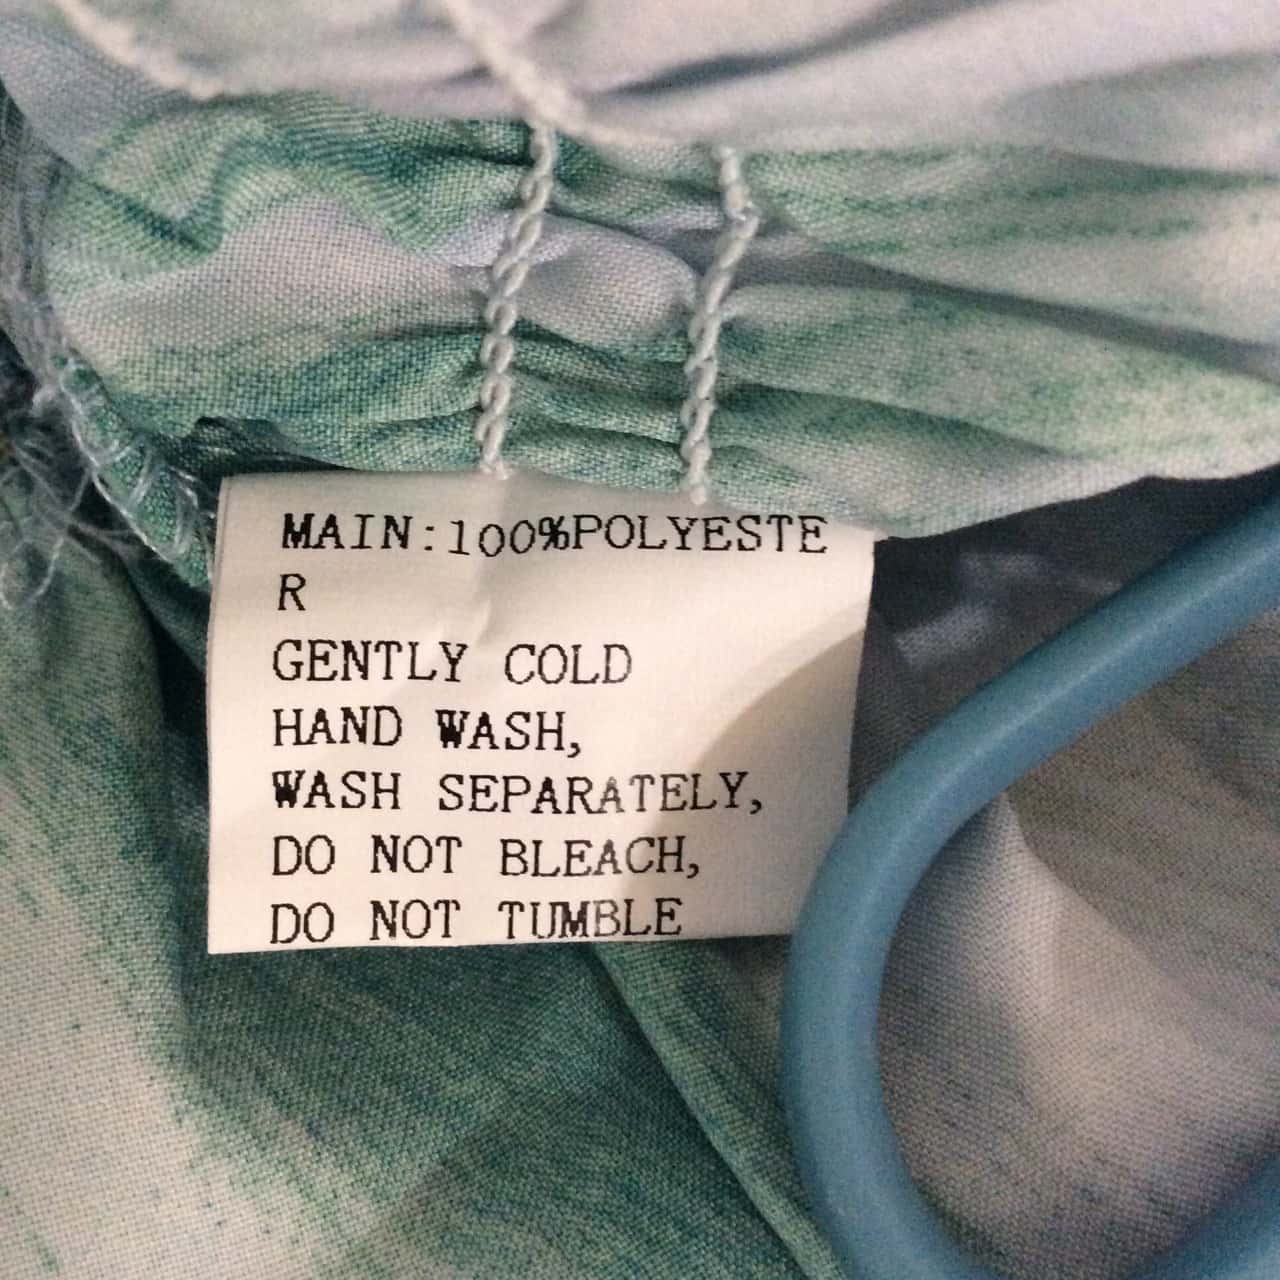 MAIN:100%POLYESTE
R
GENTLY COLD
HAND WASH,
WASH SEPARATELY,
DO NOT BLEACH,
DO NOT TUMBLE